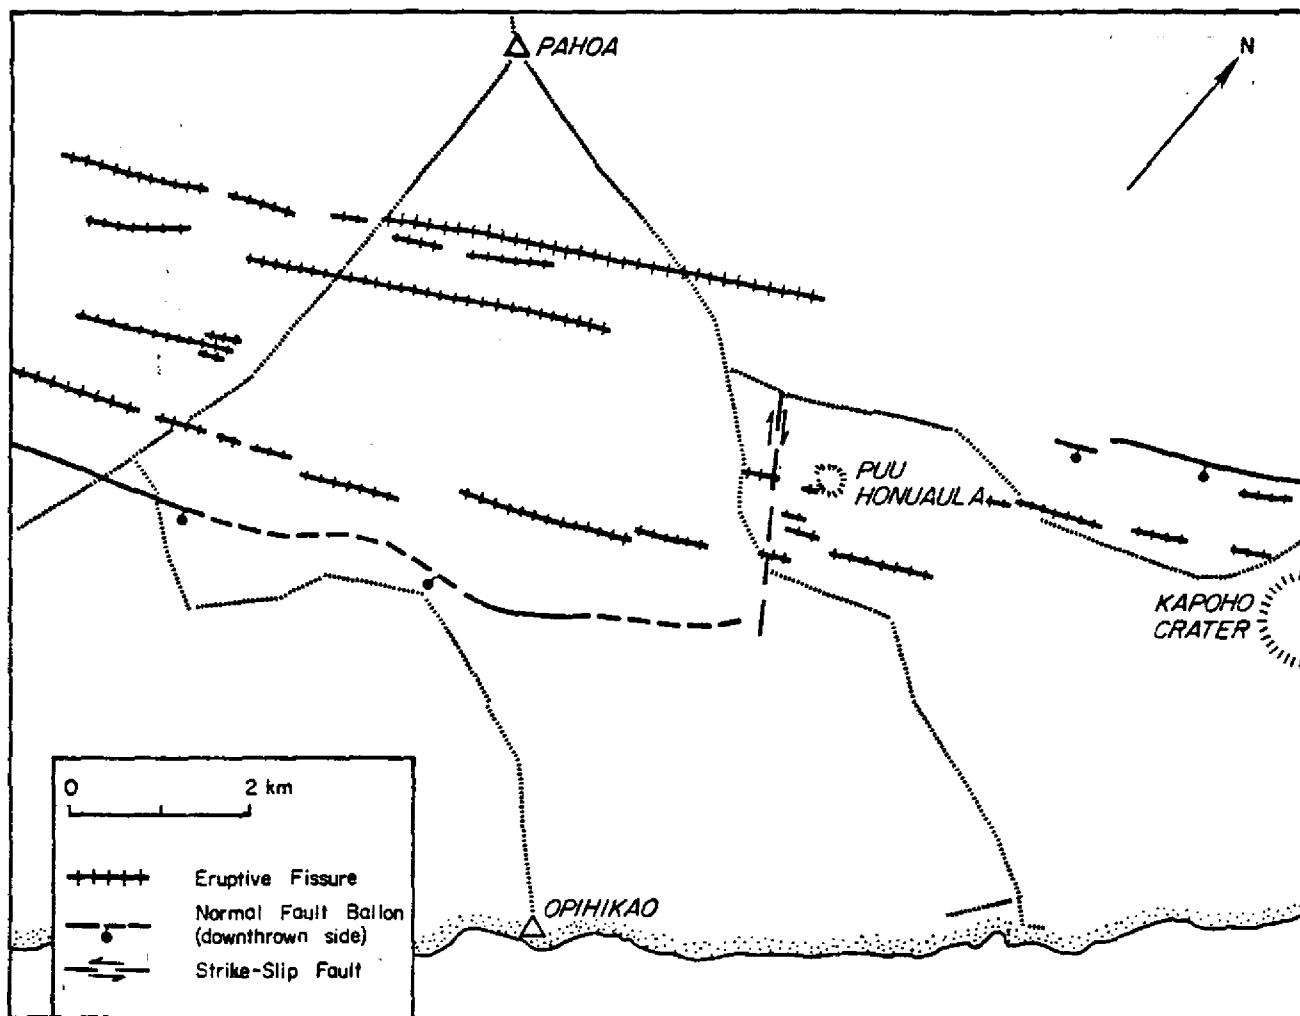 PAHOA
N
PUU
HONUAULA
KAPOHO
CRATER
0 2 km
Eruptive Fissure
Normal Fault Ballon
(downthrown side)
Strike-Slip Fault
OPIHIKAO